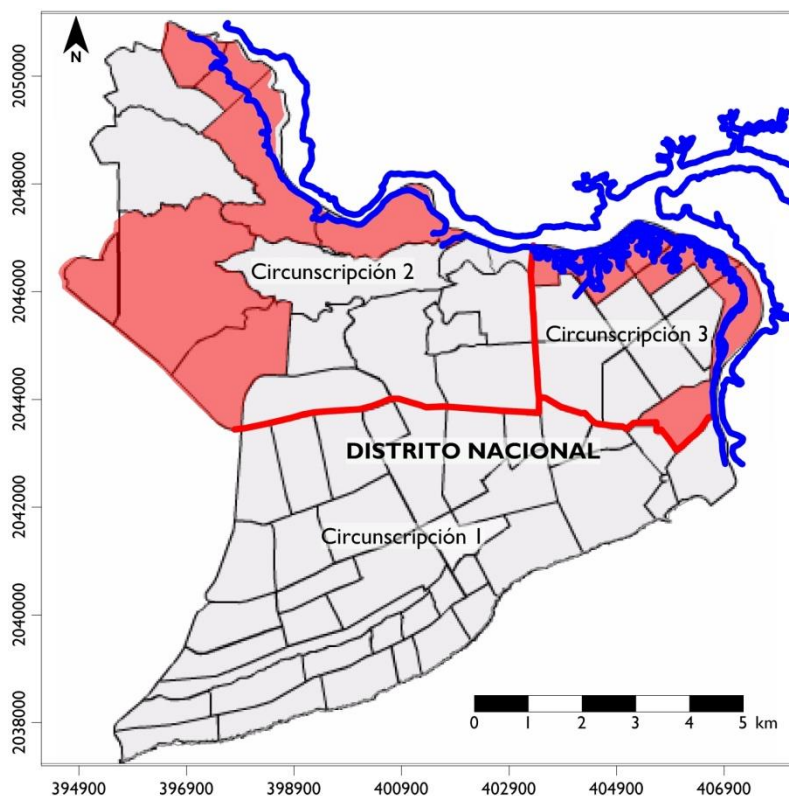 N
2050000
2048000
2046000
2044000
2042000
2040000
2038000
Circunscripción 2
Circunscripción 3
DISTRITO NACIONAL
Circunscripción 1
0 1 2 3 4 5 km
394900 396900 398900 400900 402900 404900 406900